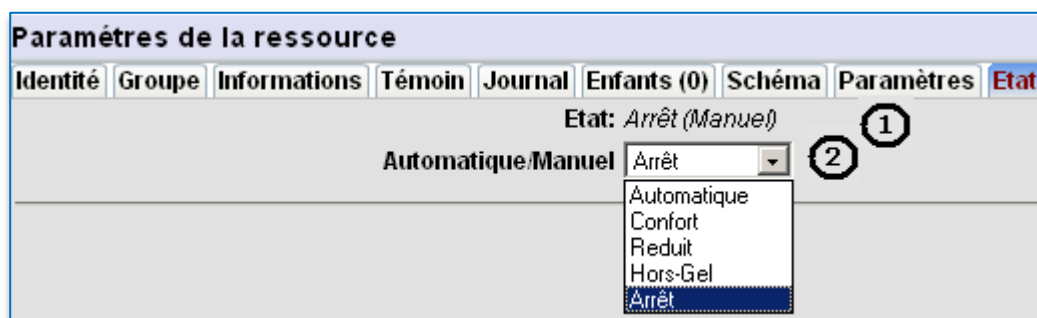 Paramétres de la ressource
Identité Groupe Informations Témoin Journal Enfants (0) Schéma Paramètres Etat
Etat: Arrêt (Manuel) 1
Automatique/Manuel Arrêt 2
Automatique
Confort
Reduit
Hors-Gel
Arrêt